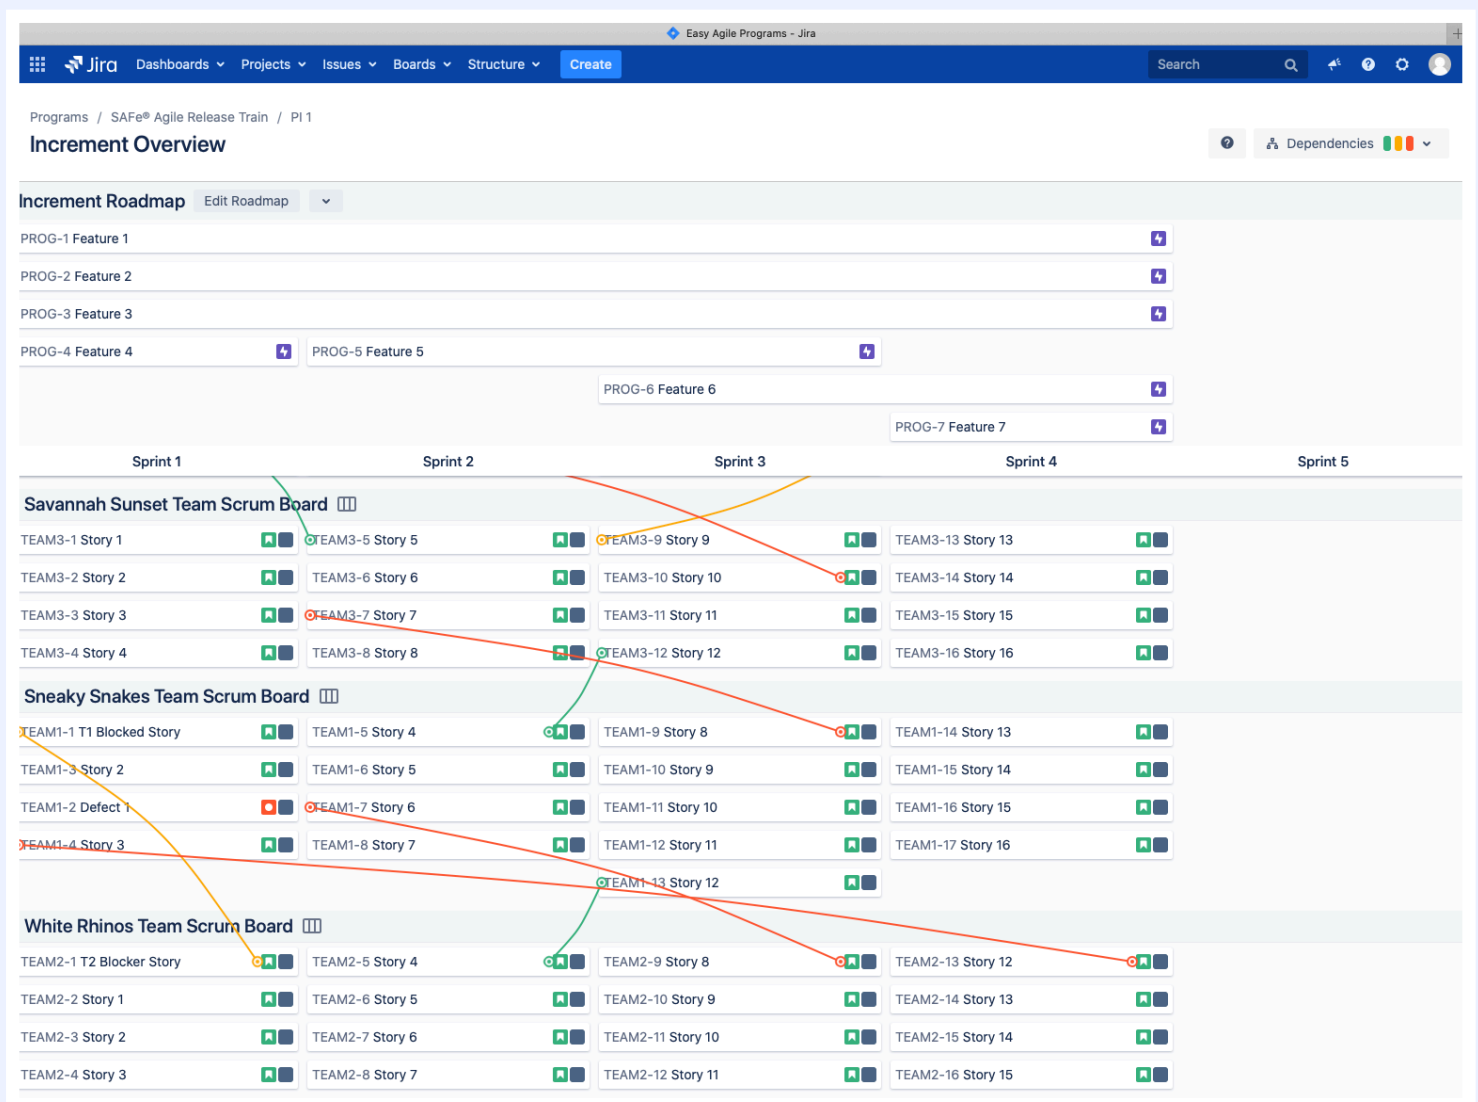 Easy Agile Programs - Jira
Jira Dashboards Projects Issues Boards Structure Create Search
Programs / SAFe® Agile Release Train / PI 1
Increment Overview
Dependencies
Increment Roadmap Edit Roadmap
PROG-1 Feature 1
PROG-2 Feature 2
PROG-3 Feature 3
PROG-4 Feature 4 PROG-5 Feature 5
PROG-6 Feature 6
PROG-7 Feature 7
Sprint 1 Sprint 2 Sprint 3 Sprint 4 Sprint 5
Savannah Sunset Team Scrum Board
TEAM3-1 Story 1 TEAM3-5 Story 5 TEAM3-9 Story 9 TEAM3-13 Story 13
TEAM3-2 Story 2 TEAM3-6 Story 6 TEAM3-10 Story 10 TEAM3-14 Story 14
TEAM3-3 Story 3 TEAM3-7 Story 7 TEAM3-11 Story 11 TEAM3-15 Story 15
TEAM3-4 Story 4 TEAM3-8 Story 8 TEAM3-12 Story 12 TEAM3-16 Story 16
Sneaky Snakes Team Scrum Board
TEAM1-1 T1 Blocked Story TEAM1-5 Story 4 TEAM1-9 Story 8 TEAM1-14 Story 13
TEAM1-3 Story 2 TEAM1-6 Story 5 TEAM1-10 Story 9 TEAM1-15 Story 14
TEAM1-2 Defect 1 TEAM1-7 Story 6 TEAM1-11 Story 10 TEAM1-16 Story 15
TEAM1-4 Story 3 TEAM1-8 Story 7 TEAM1-12 Story 11 TEAM1-17 Story 16
TEAM1-13 Story 12
White Rhinos Team Scrum Board
TEAM2-1 T2 Blocker Story TEAM2-5 Story 4 TEAM2-9 Story 8 TEAM2-13 Story 12
TEAM2-2 Story 1 TEAM2-6 Story 5 TEAM2-10 Story 9 TEAM2-14 Story 13
TEAM2-3 Story 2 TEAM2-7 Story 6 TEAM2-11 Story 10 TEAM2-15 Story 14
TEAM2-4 Story 3 TEAM2-8 Story 7 TEAM2-12 Story 11 TEAM2-16 Story 15